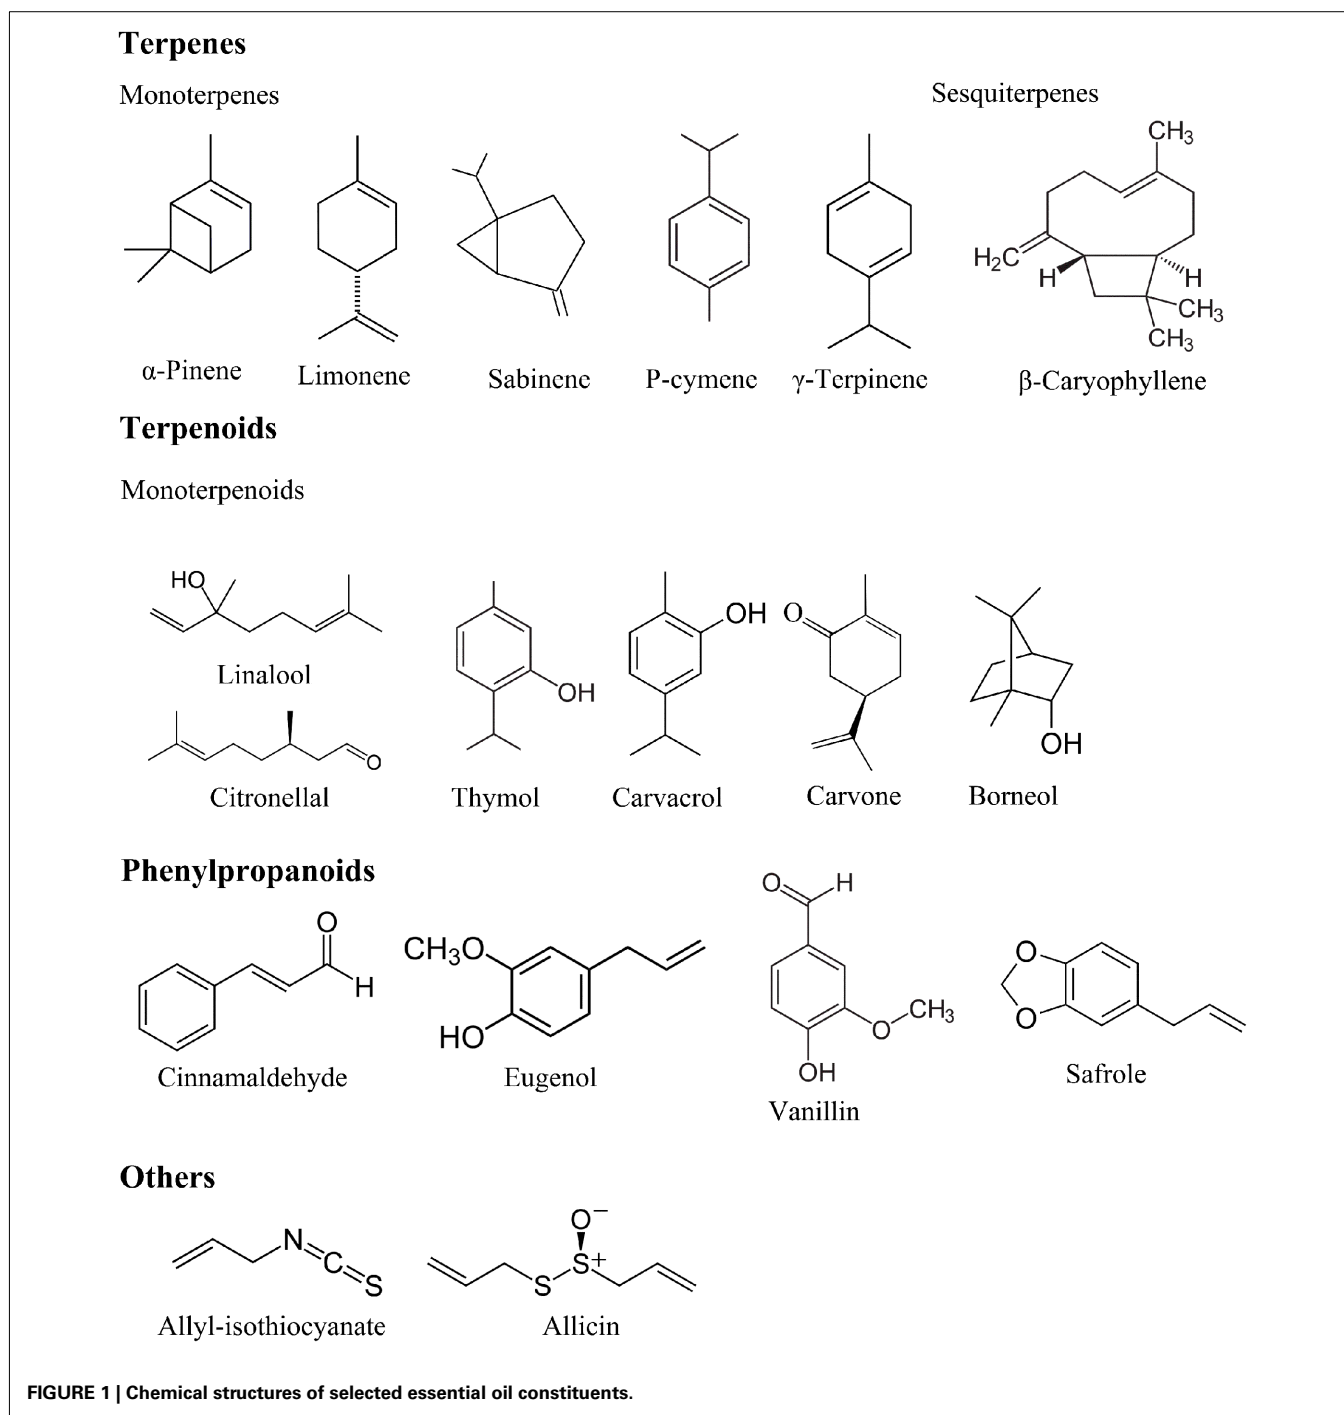 Terpenes
Monoterpenes
Sesquiterpenes
CH3
H2C
H
H
CH3
CH3
α-Pinene
Limonene
Sabinene
P-cymene
γ-Terpinene
β-Caryophyllene
Terpenoids
Monoterpenoids
HO
OH
O
Linalool
OH
O
OH
Citronellal
Thymol
Carvacrol
Carvone
Borneol
Phenylpropanoids
O
H
O
H
CH3O
O
CH3
O
HO
O
OH
Cinnamaldehyde
Eugenol
Vanillin
Safrole
Others
O−
N
C
S
S
S+
Allyl-isothiocyanate
Allicin
FIGURE 1 | Chemical structures of selected essential oil constituents.